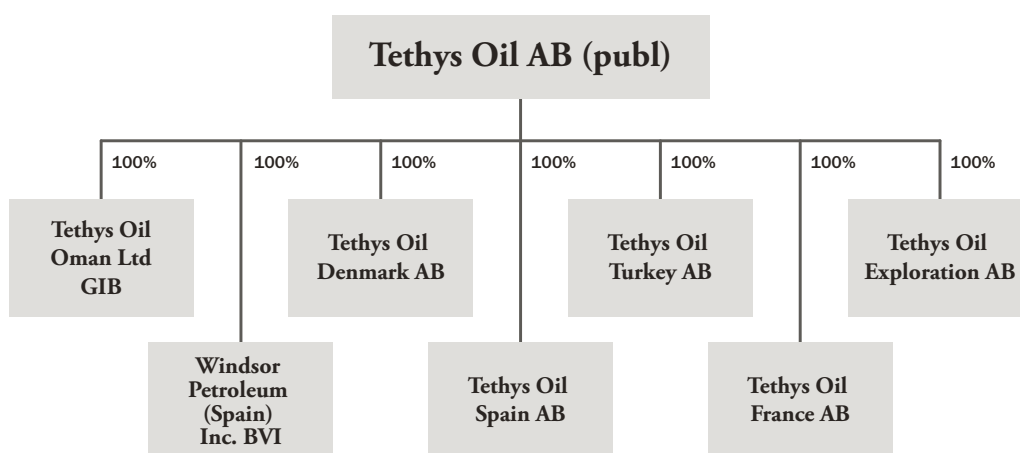 Tethys Oil AB (publ)
100%
100%
100%
100%
100%
100%
100%
Tethys Oil
Oman Ltd
GIB
Tethys Oil
Denmark AB
Tethys Oil
Turkey AB
Tethys Oil
Exploration AB
Windsor
Petroleum
(Spain)
Inc. BVI
Tethys Oil
Spain AB
Tethys Oil
France AB